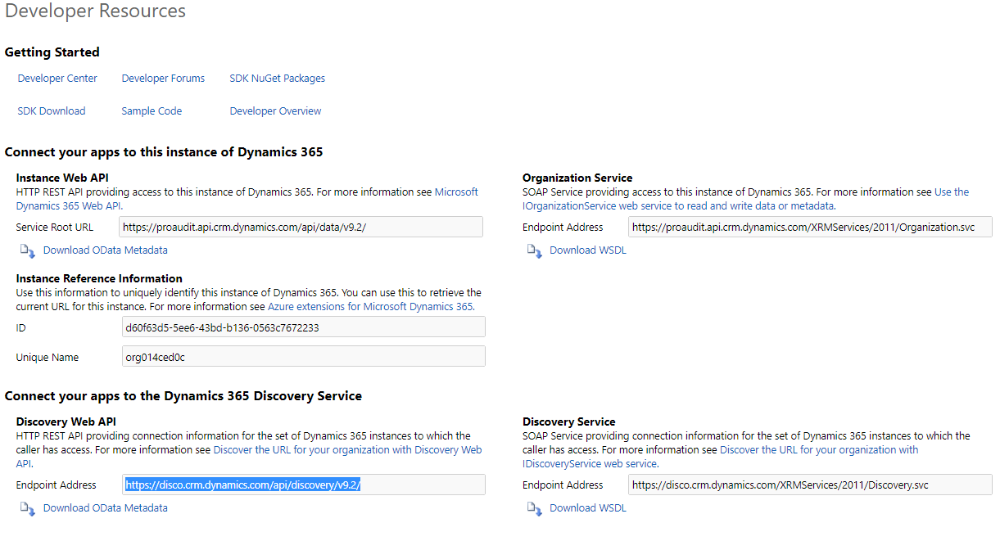 Developer Resources
Getting Started
Developer Center Developer Forums SDK NuGet Packages
SDK Download Sample Code Developer Overview
Connect your apps to this instance of Dynamics 365
Instance Web API
HTTP REST API providing access to this instance of Dynamics 365. For more information see Microsoft
Dynamics 365 Web API.
Service Root URL https://proaudit.api.crm.dynamics.com/api/data/v9.2/
Download OData Metadata
Organization Service
SOAP Service providing access to this instance of Dynamics 365. For more information see Use the
IOrganizationService web service to read and write data or metadata.
Endpoint Address https://proaudit.api.crm.dynamics.com/XRMServices/2011/Organization.svc
Download WSDL
Instance Reference Information
Use this information to uniquely identify this instance of Dynamics 365. You can use this to retrieve the
current URL for this instance. For more information see Azure extensions for Microsoft Dynamics 365.
ID d60f63d5-5ee6-43bd-b136-0563c7672233
Unique Name org014ced0c
Connect your apps to the Dynamics 365 Discovery Service
Discovery Web API
HTTP REST API providing connection information for the set of Dynamics 365 instances to which the
caller has access. For more information see Discover the URL for your organization with Discovery Web
API.
Endpoint Address https://disco.crm.dynamics.com/api/discovery/v9.2/
Download OData Metadata
Discovery Service
SOAP Service providing connection information for the set of Dynamics 365 instances to which the
caller has access. For more information see Discover the URL for your organization with
IDiscoveryService web service.
Endpoint Address https://disco.crm.dynamics.com/XRMServices/2011/Discovery.svc
Download WSDL